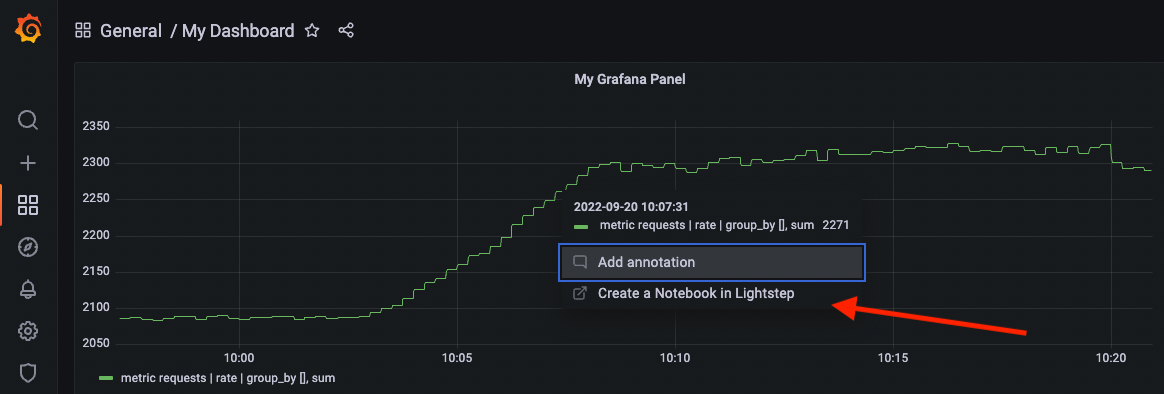 General / My Dashboard
My Grafana Panel
2350
2300
2250
2200
2150
2100
2050
2022-09-20 10:07:31
metric requests | rate | group_by [], sum 2271
Add annotation
Create a Notebook in Lightstep
10:00 10:05 10:10 10:15 10:20
metric requests | rate | group_by [], sum